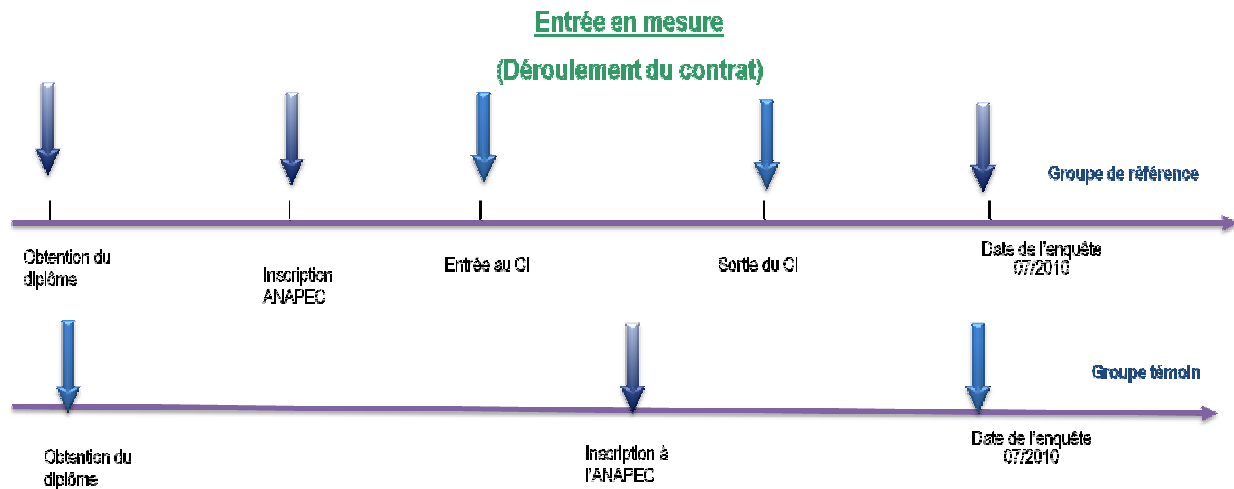 Entrée en mesure
(Déroulement du contrat)
Groupe de référence
Obtention du
diplôme
Inscription
ANAPEC
Entrée au CI
Sortie du CI
Date de l'enquête
07/2010
Groupe témoin
Obtention du
diplôme
Inscription à
l'ANAPEC
Date de l'enquête
07/2010